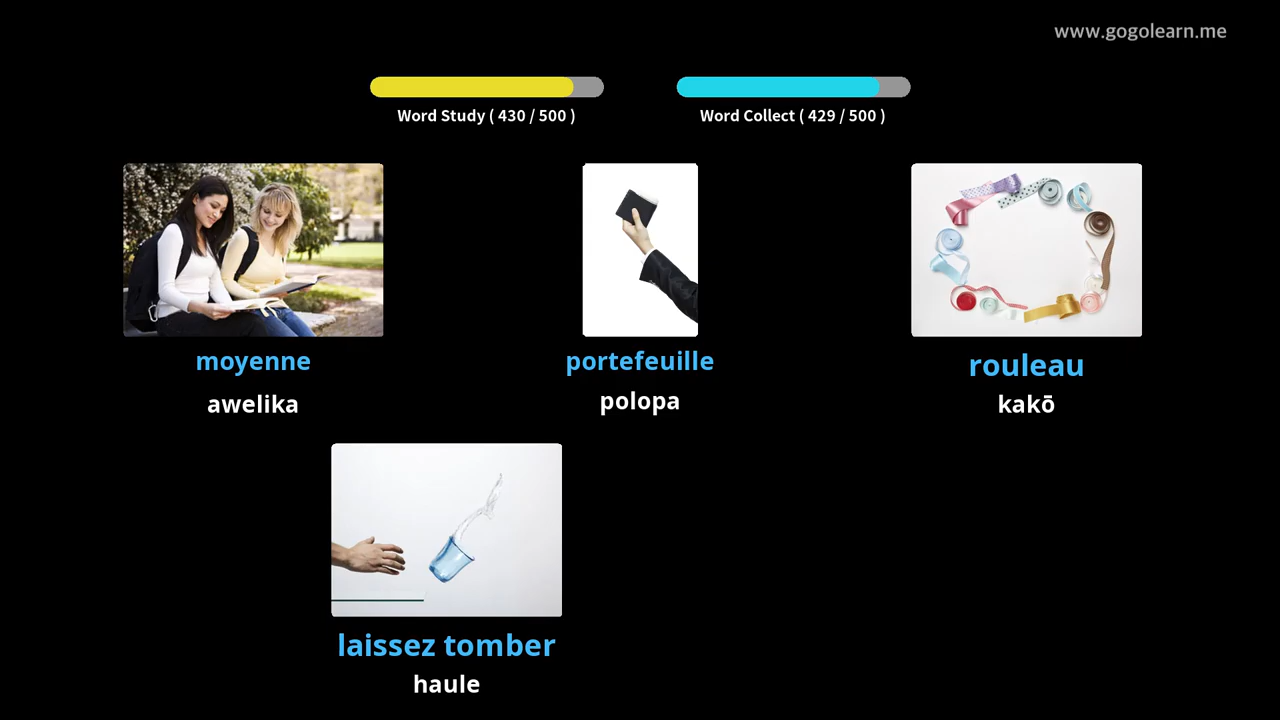 www.gogolearn.me
Word Study ( 430 / 500 )
Word Collect ( 429 / 500 )
moyenne
awelika
portefeuille
polopa
rouleau
kakō
laissez tomber
haule